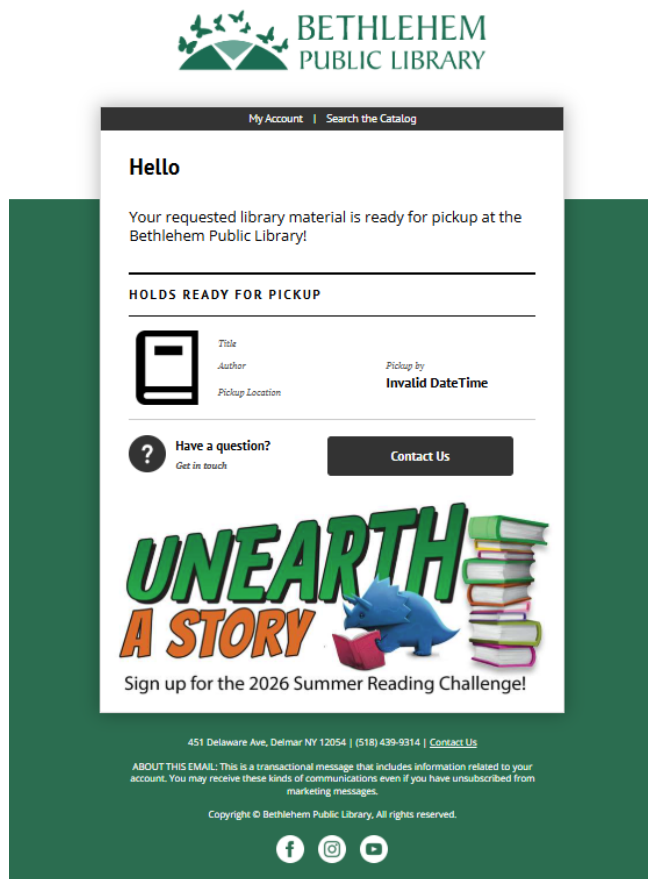 BETHLEHEM
PUBLIC LIBRARY
My Account | Search the Catalog
Hello
Your requested library material is ready for pickup at the
Bethlehem Public Library!
HOLDS READY FOR PICKUP
Title
Author
Pickup Location
Pickup by
Invalid DateTime
?
Have a question?
Get in touch
Contact Us
UNEARTH
A STORY
Sign up for the 2026 Summer Reading Challenge!
451 Delaware Ave, Delmar NY 12054 | (518) 439-9314 | Contact Us
ABOUT THIS EMAIL: This is a transactional message that includes information related to your
account. You may receive these kinds of communications even if you have unsubscribed from
marketing messages.
Copyright © Bethlehem Public Library, All rights reserved.